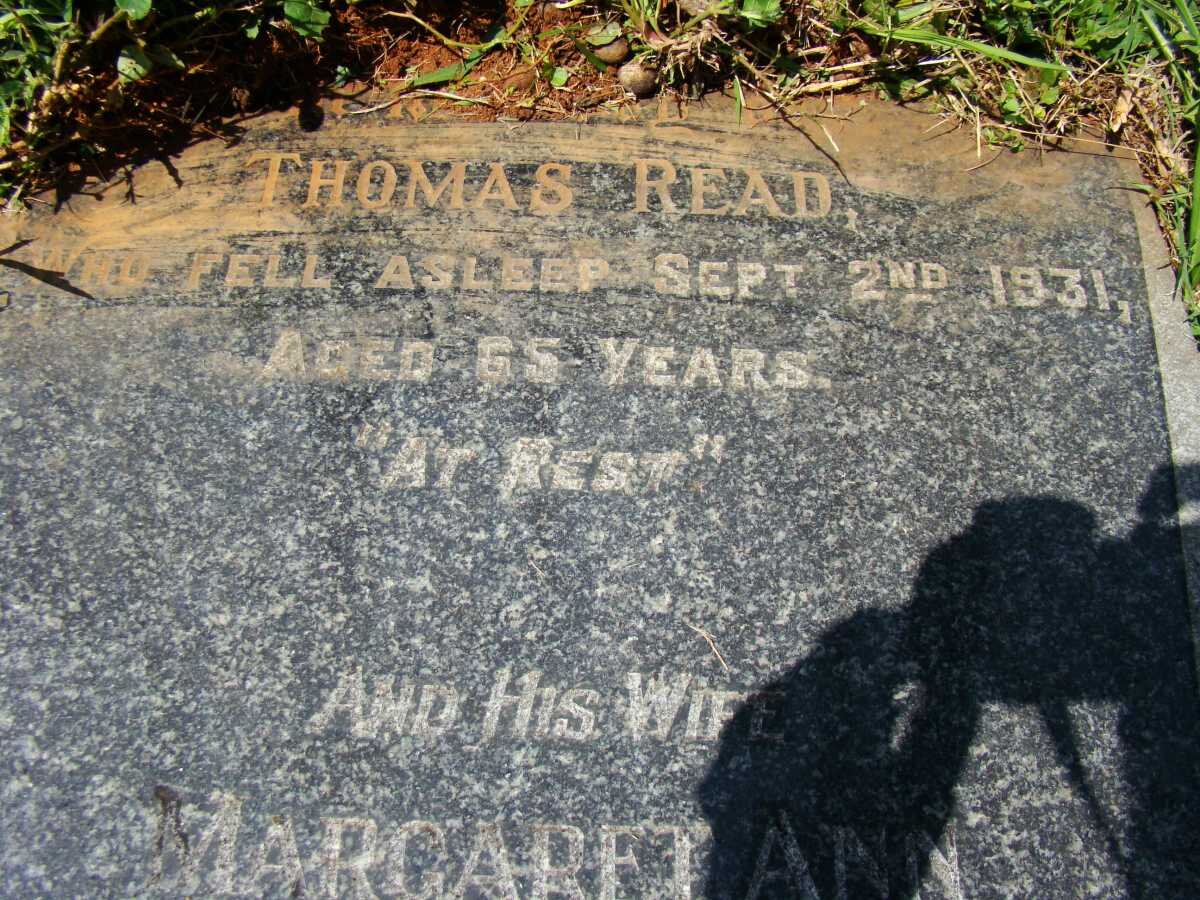 THOMAS READ,
WHO FELL ASLEEP SEPT 2ND 1931,
AGED 65 YEARS.
"AT REST."
AND HIS WIFE
MARGARET ANN